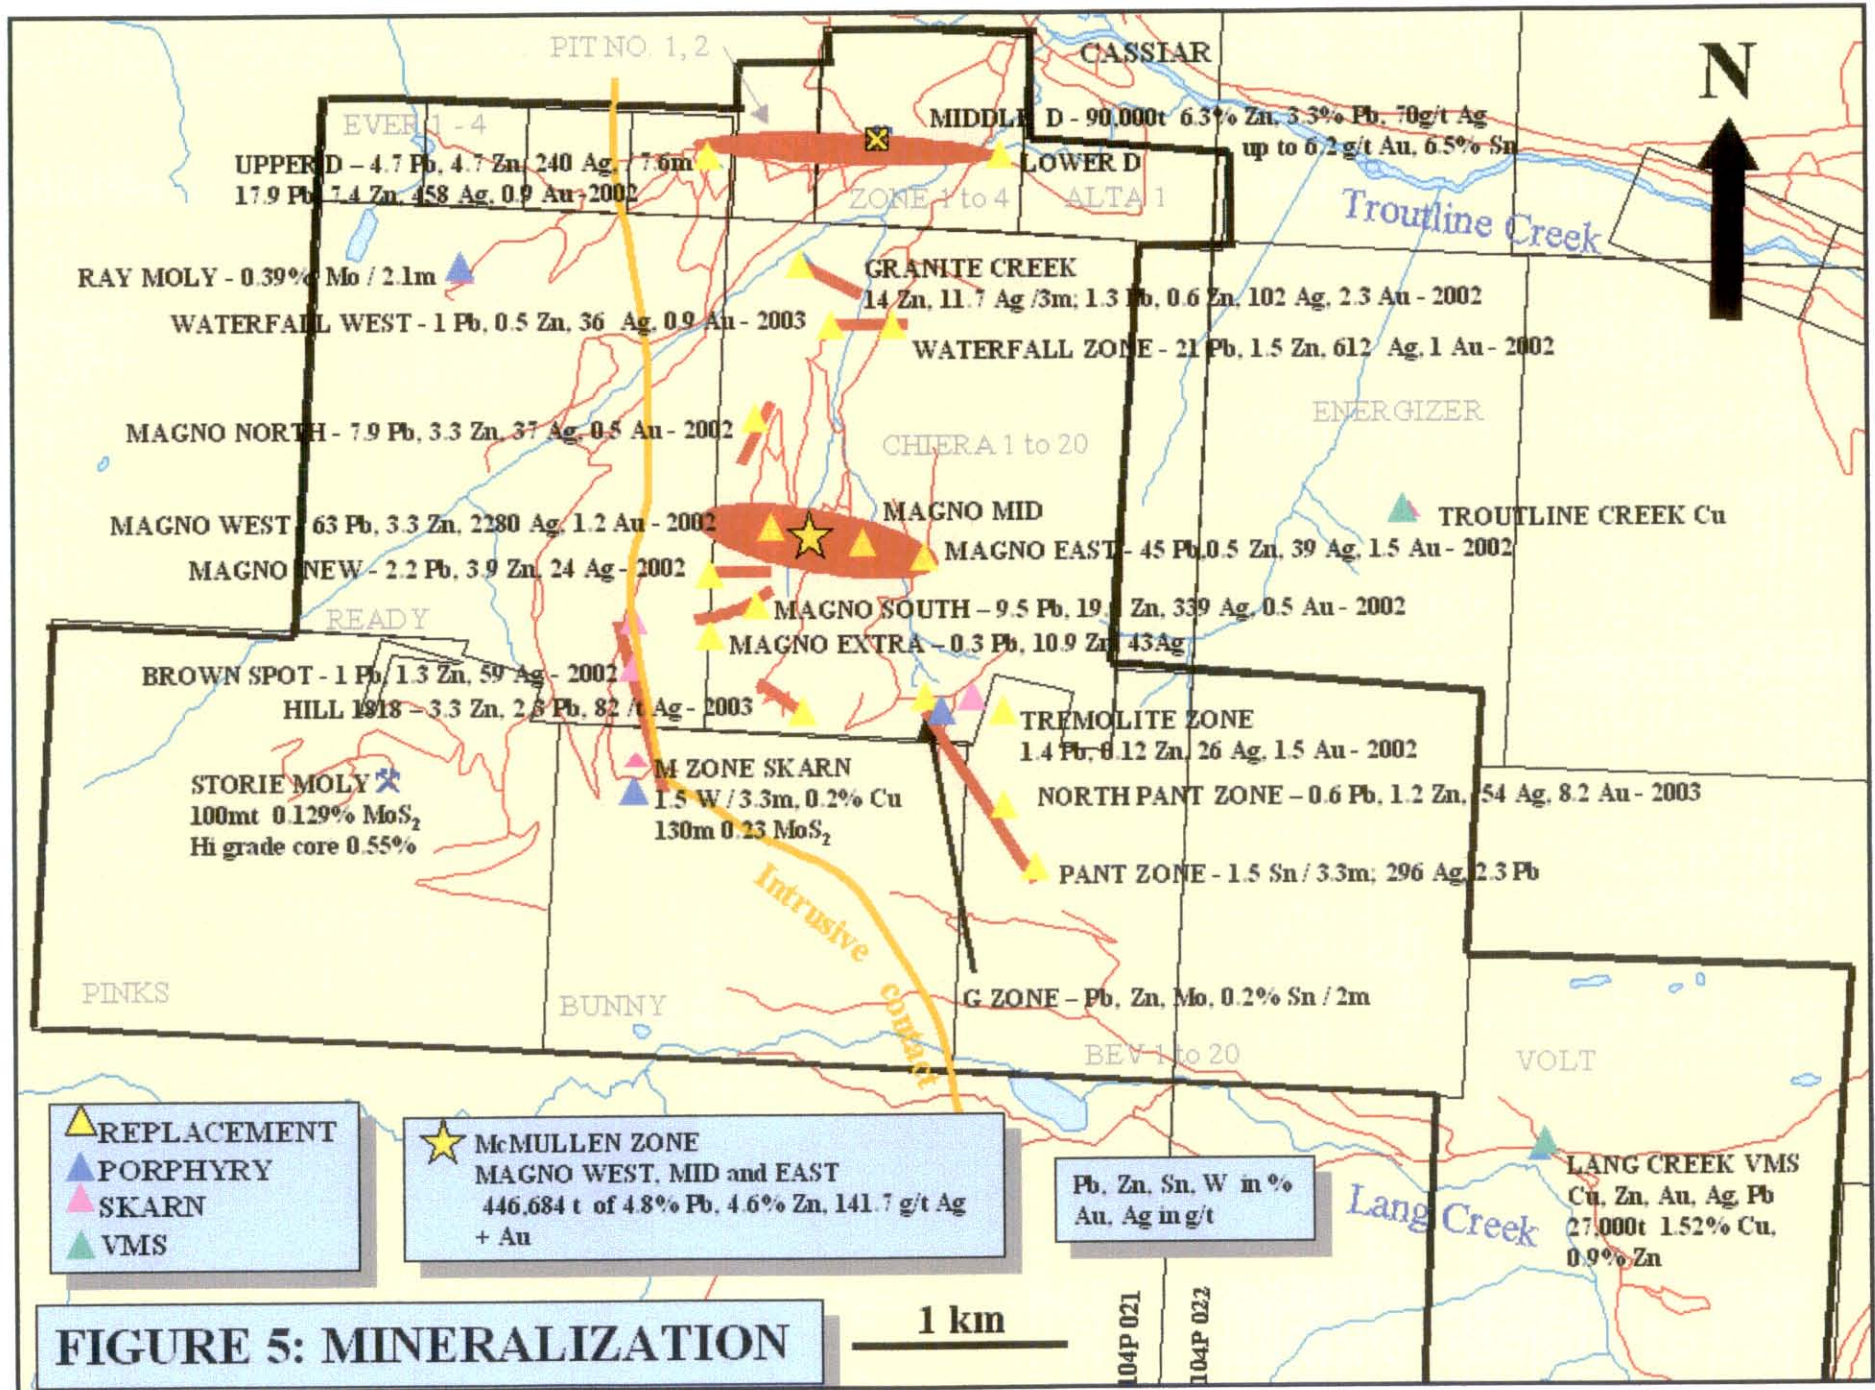 PIT NO. 1, 2
CASSIAR
N
EVER 1 - 4
MIDDLE D - 90,000t 6.3% Zn, 3.3% Pb, 70g/t Ag
up to 6.2 g/t Au, 6.5% Sn
UPPER D – 4.7 Pb, 4.7 Zn, 240 Ag, 7.6m
17.9 Pb, 7.4 Zn, 458 Ag, 0.9 Au -2002
LOWER D
ZONE 1 to 4
ALTA 1
Troutline Creek
RAY MOLY - 0.39% Mo / 2.1m
GRANITE CREEK
14 Zn, 11.7 Ag /3m; 1.3 Pb, 0.6 Zn, 102 Ag, 2.3 Au - 2002
WATERFALL WEST - 1 Pb, 0.5 Zn, 36 Ag, 0.9 Au - 2003
WATERFALL ZONE - 21 Pb, 1.5 Zn, 612 Ag, 1 Au - 2002
ENERGIZER
MAGNO NORTH - 7.9 Pb, 3.3 Zn, 37 Ag, 0.5 Au - 2002
CHIERA 1 to 20
MAGNO MID
MAGNO WEST 63 Pb, 3.3 Zn, 2280 Ag, 1.2 Au - 2002
TROUTLINE CREEK Cu
MAGNO EAST - 45 Pb,0.5 Zn, 39 Ag, 1.5 Au - 2002
MAGNO NEW - 2.2 Pb, 3.9 Zn, 24 Ag - 2002
READY
MAGNO SOUTH – 9.5 Pb, 19. Zn, 339 Ag, 0.5 Au - 2002
MAGNO EXTRA – 0.3 Pb, 10.9 Zn, 43Ag
BROWN SPOT - 1 Pb, 1.3 Zn, 59 Ag - 2002
HILL 1818 – 3.3 Zn, 2.3 Pb, 82 /t Ag - 2003
TREMOLITE ZONE
1.4 Pb, 0.12 Zn, 26 Ag, 1.5 Au - 2002
STORIE MOLY
100mt 0.129% MoS2
Hi grade core 0.55%
M ZONE SKARN
1.5 W / 3.3m, 0.2% Cu
130m 0.23 MoS2
NORTH PANT ZONE – 0.6 Pb, 1.2 Zn, 54 Ag, 8.2 Au - 2003
PANT ZONE - 1.5 Sn / 3.3m; 296 Ag, 2.3 Pb
Intrusive
contact
PINKS
BUNNY
G ZONE – Pb, Zn, Mo, 0.2% Sn / 2m
BEV 1 to 20
VOLT
REPLACEMENT
PORPHYRY
SKARN
VMS
McMULLEN ZONE
MAGNO WEST, MID and EAST
446,684 t of 4.8% Pb, 4.6% Zn, 141.7 g/t Ag
+ Au
Pb, Zn, Sn, W in %
Au, Ag in g/t
Lang Creek
LANG CREEK VMS
Cu, Zn, Au, Ag, Pb
27,000t 1.52% Cu,
0.9% Zn
FIGURE 5: MINERALIZATION
1 km
104P 021
104P 022